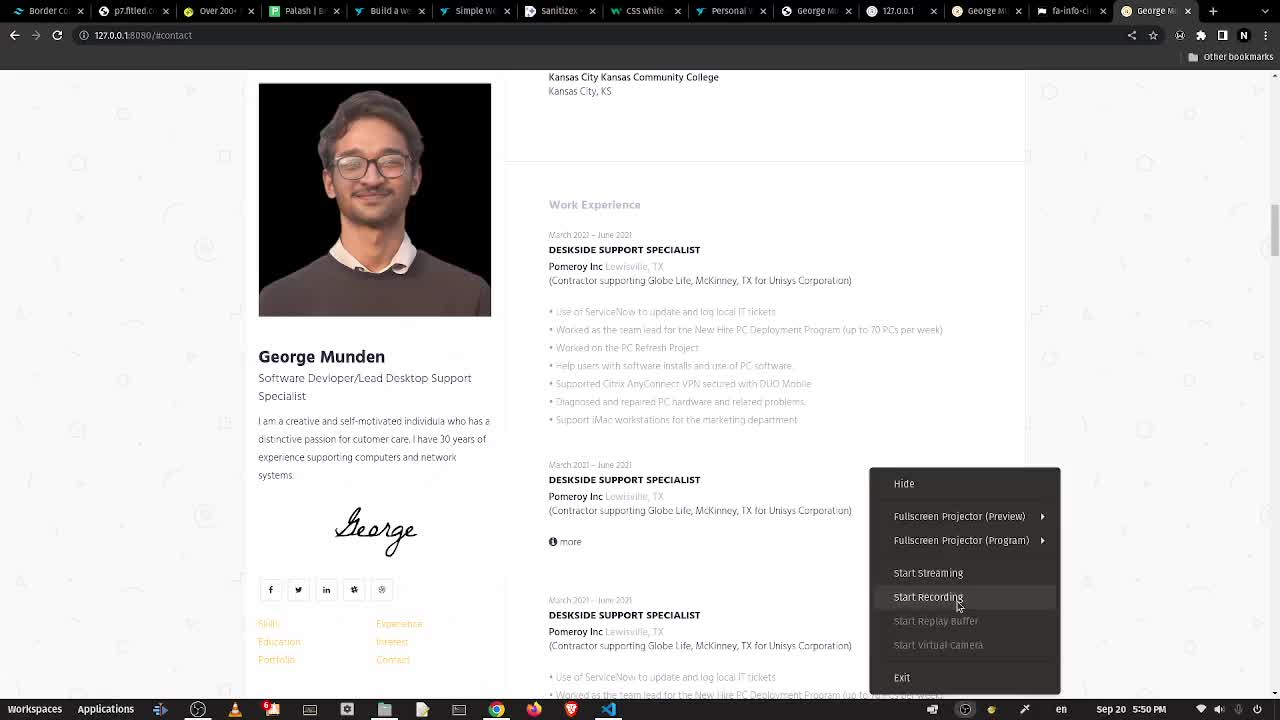 Border Co
p7.fitled.c
Over 200+
Palash | B
Build a we
Simple We
Sanitizex -
CSS white
Personal
George Mu
127.0.0.1
George Mu
fa-info-ci
George M
127.0.0.1:8080/#contact
N
Other bookmarks
Kansas City Kansas Community College
Kansas City, KS
Work Experience
March 2021 – June 2021
DESKSIDE SUPPORT SPECIALIST
Pomeroy Inc Lewisville, TX
(Contractor supporting Globe Life, McKinney, TX for Unisys Corporation)
• Use of ServiceNow to update and log local IT tickets
• Worked as the team lead for the New Hire PC Deployment Program (up to 70 PCs per week)
• Worked on the PC Refresh Project
• Help users with software installs and use of PC software.
• Supported Citrix AnyConnect VPN secured with DUO Mobile
• Diagnosed and repaired PC hardware and related problems.
• Support iMac workstations for the marketing department
March 2021 – June 2021
DESKSIDE SUPPORT SPECIALIST
Pomeroy Inc Lewisville, TX
(Contractor supporting Globe Life, McKinney, TX for Unisys Corporation)
more
March 2021 – June 2021
DESKSIDE SUPPORT SPECIALIST
Pomeroy Inc Lewisville, TX
(Contractor supporting Globe Life, McKinney, TX for Unisys Corporation)
• Use of ServiceNow to update and log local IT tickets
• Worked as the team lead for the New Hire PC Deployment Program (up to 70 PCs per week)
George Munden
Software Devloper/Lead Desktop Support
Specialist
I am a creative and self-motivated individula who has a
distinctive passion for cutomer care. I have 30 years of
experience supporting computers and network
systems.
George
Skills
Experience
Education
Interest
Portfolio
Contact
Hide
Fullscreen Projector (Preview)
Fullscreen Projector (Program)
Start Streaming
Start Recording
Start Replay Buffer
Start Virtual Camera
Exit
Workspaces Applications
en
Sep 20 5:50 PM